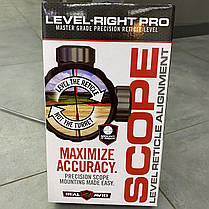 LEVEL-RIGHT PRO
MASTER GRADE PRECISION RETICLE LEVEL
LEVEL THE RETICLE
NOT THE TURRET
MAXIMIZE
ACCURACY.
PRECISION SCOPE
MOUNTING MADE EASY.
REAL AVID
SCOPE
LEVEL RETICLE ALIGNMENT